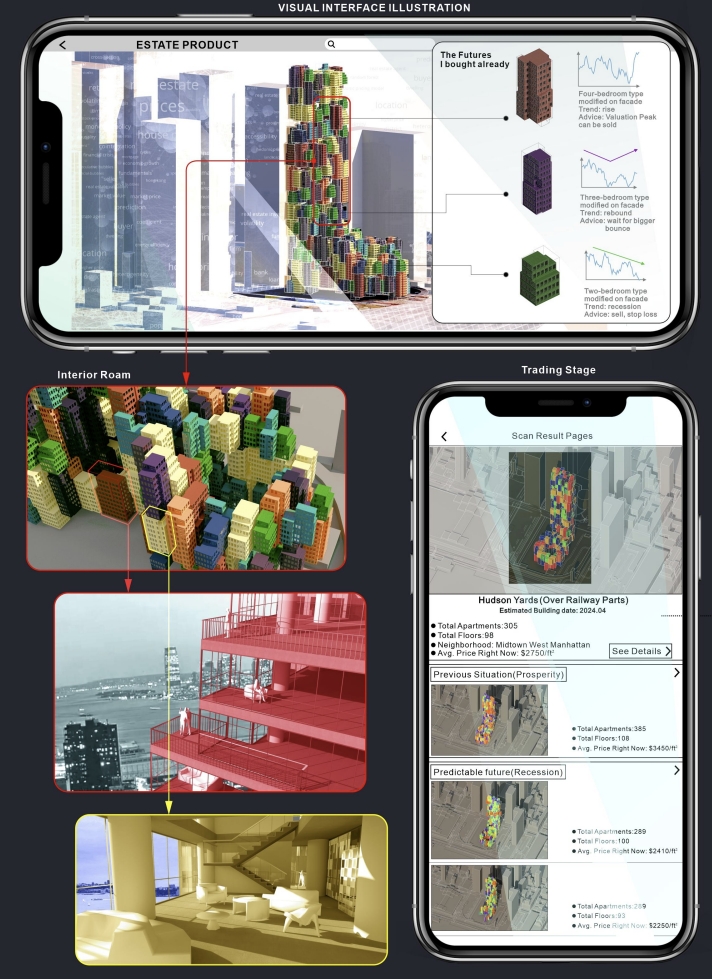 VISUAL INTERFACE ILLUSTRATION
ESTATE PRODUCT
The Futures
I bought already
estate
prices
location
real estate
bank
Four-bedroom type
modified on facade
Trend: rise
Advice: Valuation Peak
can be sold
Three-bedroom type
modified on facade
Trend: rebound
Advice: wait for bigger
bounce
Two-bedroom type
modified on facade
Trend: recession
Advice: sell, stop loss
Interior Roam
Trading Stage
Scan Result Pages
Hudson Yards(Over Railway Parts)
Estimated Building date: 2024.04
Total Apartments:305
Total Floors:98
Neighborhood: Midtown West Manhattan
Avg. Price Right Now: $2750/ft²
See Details
Previous Situation(Prosperity)
Total Apartments:385
Total Floors:108
Avg. Price Right Now: $3450/ft²
Predictable future(Recession)
Total Apartments:289
Total Floors:100
Avg. Price Right Now: $2410/ft²
Total Apartments:289
Total Floors:93
Avg. Price Right Now: $2250/ft²